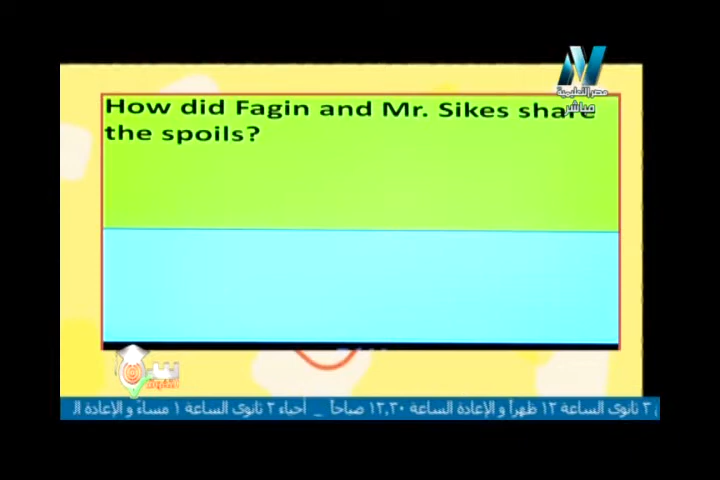 مصر التعليمية
مباشر
How did Fagin and Mr. Sikes share
the spoils?
٣ ثانوى الساعة ١٢ ظهراً و الإعادة الساعة ١٢,٣٠ صباحاً _ أحياء ٢ ثانوى الساعة ١ مساءً و الإعادة